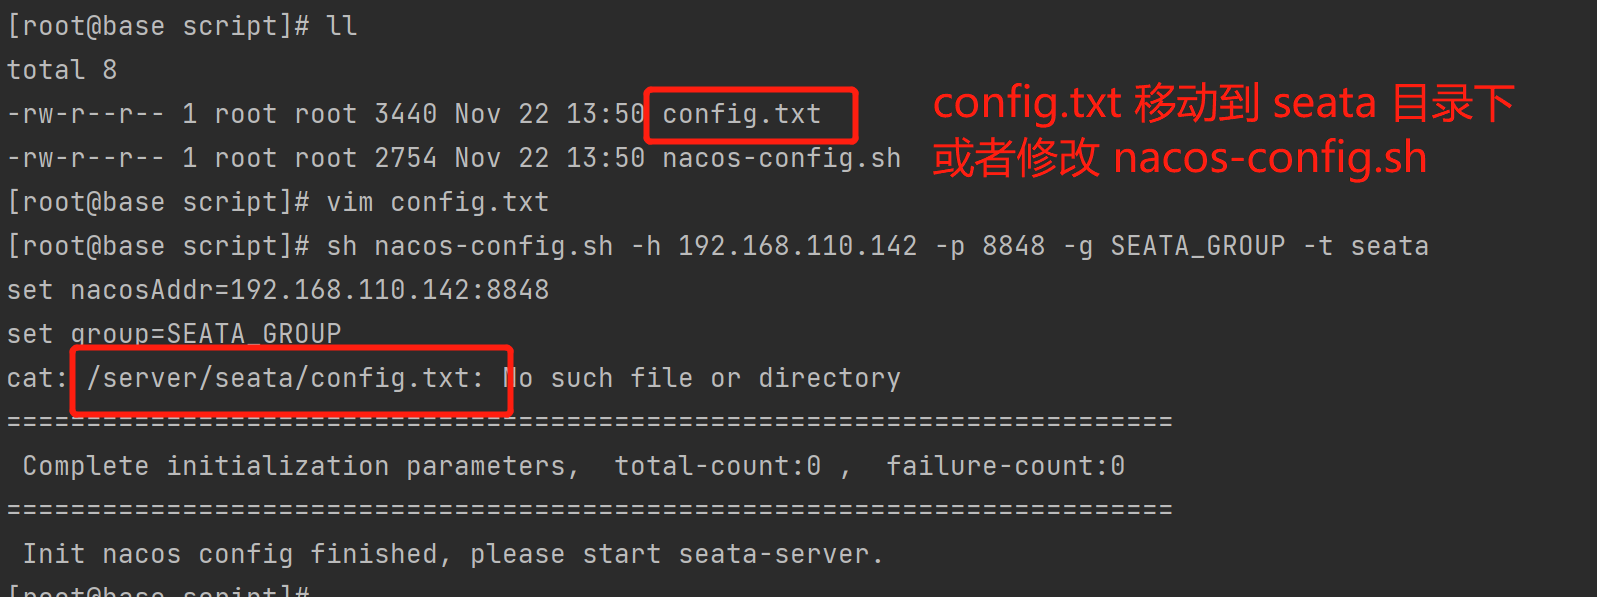 [root@base script]# ll
total 8
-rw-r--r-- 1 root root 3440 Nov 22 13:50 config.txt
config.txt 移动到 seata 目录下
-rw-r--r-- 1 root root 2754 Nov 22 13:50 nacos-config.sh
或者修改 nacos-config.sh
[root@base script]# vim config.txt
[root@base script]# sh nacos-config.sh -h 192.168.110.142 -p 8848 -g SEATA_GROUP -t seata
set nacosAddr=192.168.110.142:8848
set group=SEATA_GROUP
cat: /server/seata/config.txt: No such file or directory
=========================================================================
Complete initialization parameters,  total-count:0 ,  failure-count:0
=========================================================================
Init nacos config finished, please start seata-server.
[root@base script]#